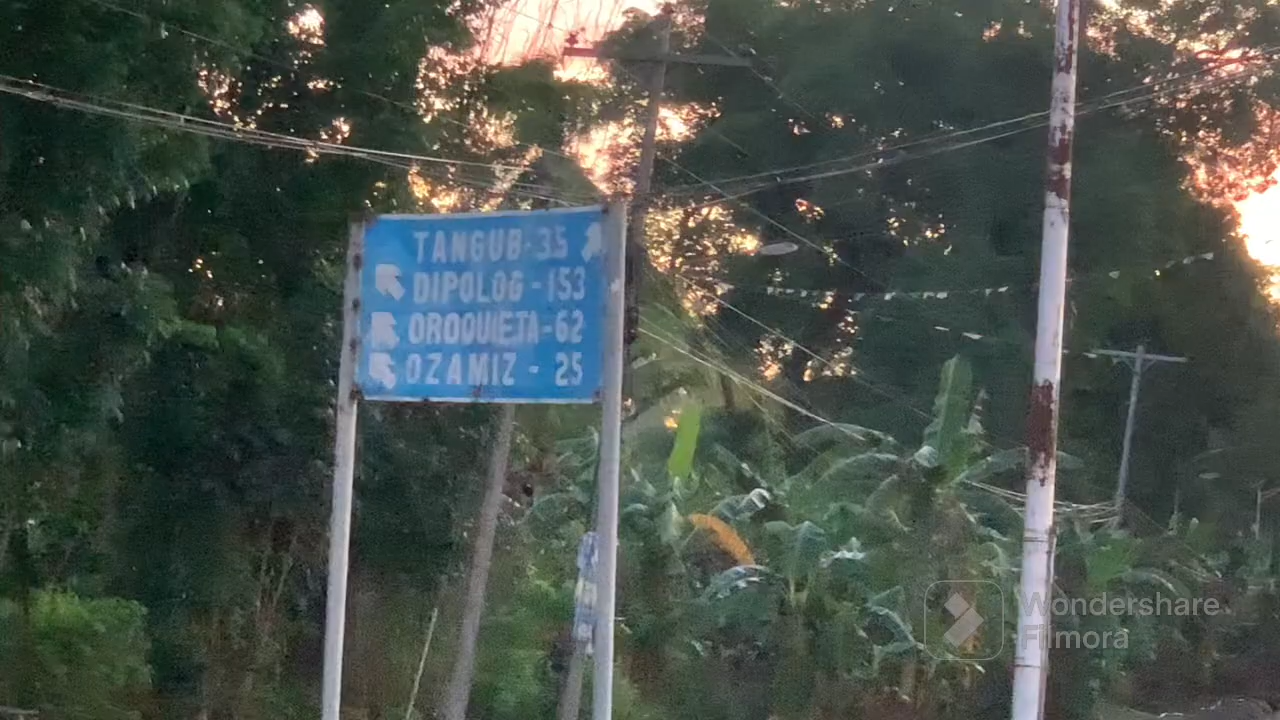 TANGUB-35
DIPOLOG-153
OROQUIETA-62
OZAMIZ - 25
Wondershare
Filmora